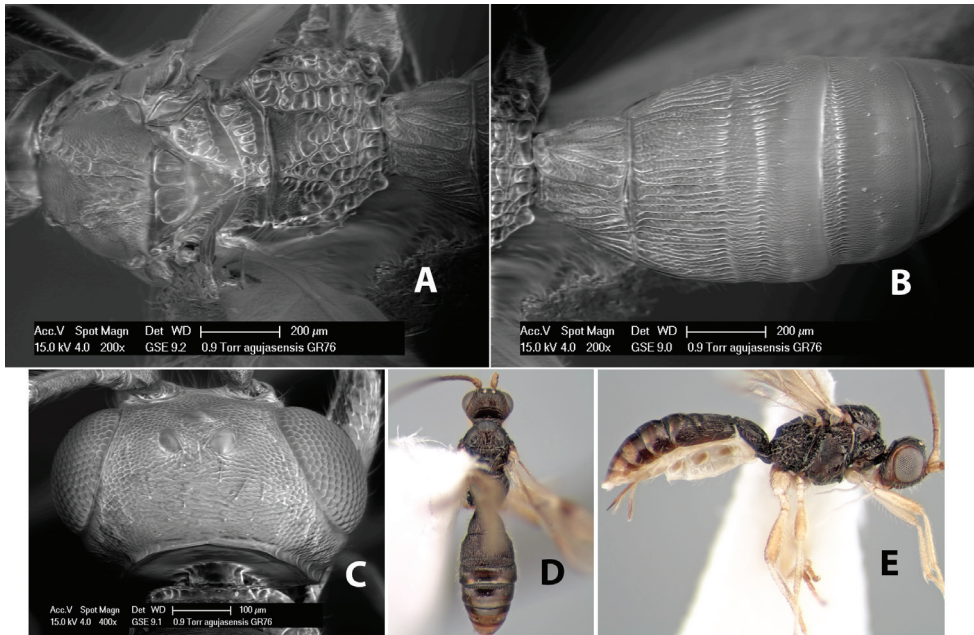 A
Acc.V Spot Magn Det WD 200 µm
15.0 kV 4.0 200x GSE 9.2 0.9 Torr agujasensis GR76
B
Acc.V Spot Magn Det WD 200 µm
15.0 kV 4.0 200x GSE 9.0 0.9 Torr agujasensis GR76
C
Acc.V Spot Magn Det WD 100 µm
15.0 kV 4.0 400x GSE 9.1 0.9 Torr agujasensis GR76
D
E